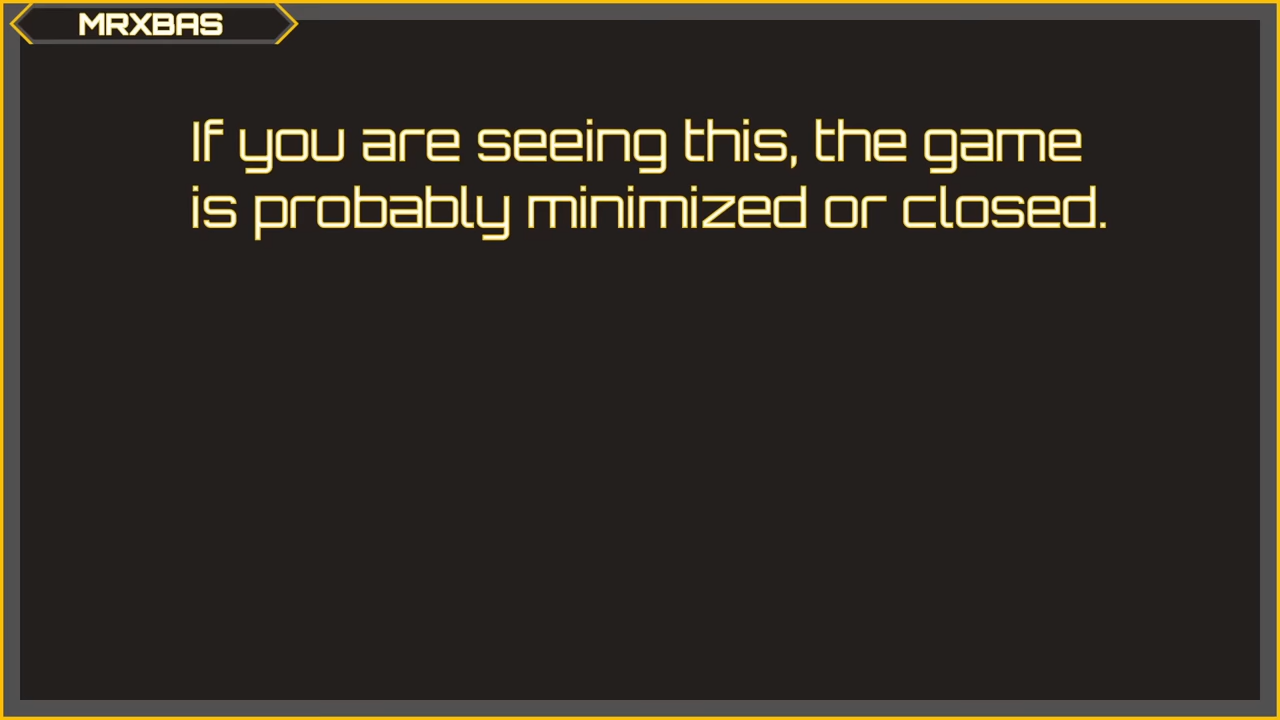 MRXBAS
If you are seeing this, the game
is probably minimized or closed.